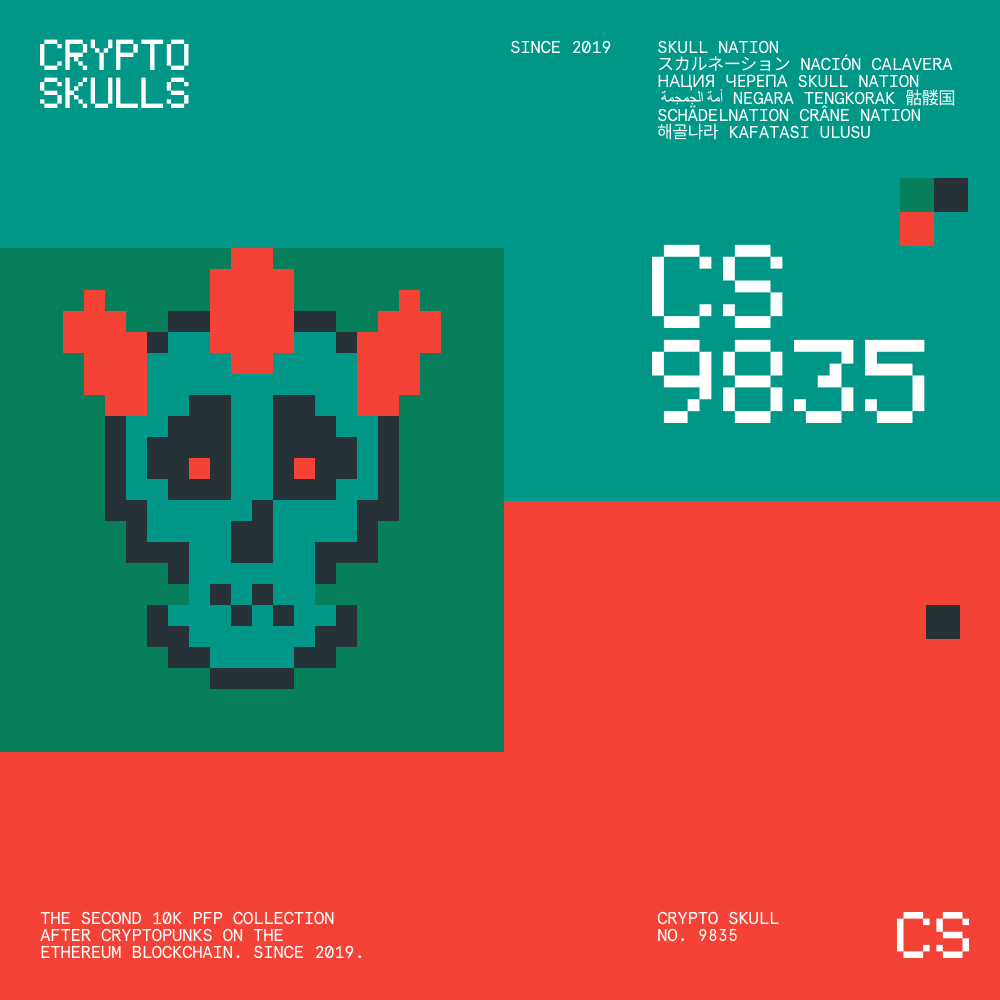 CRYPTO
SKULLS
SINCE 2019
SKULL NATION
スカルネーション NACIÓN CALAVERA
НАЦИЯ ЧЕРЕПА SKULL NATION
أمة الجمجمة NEGARA TENGKORAK 骷髅国
SCHÄDELNATION CRÂNE NATION
해골나라 KAFATASI ULUSU
CS
9835
THE SECOND 10K PFP COLLECTION
AFTER CRYPTOPUNKS ON THE
ETHEREUM BLOCKCHAIN. SINCE 2019.
CRYPTO SKULL
NO. 9835
CS